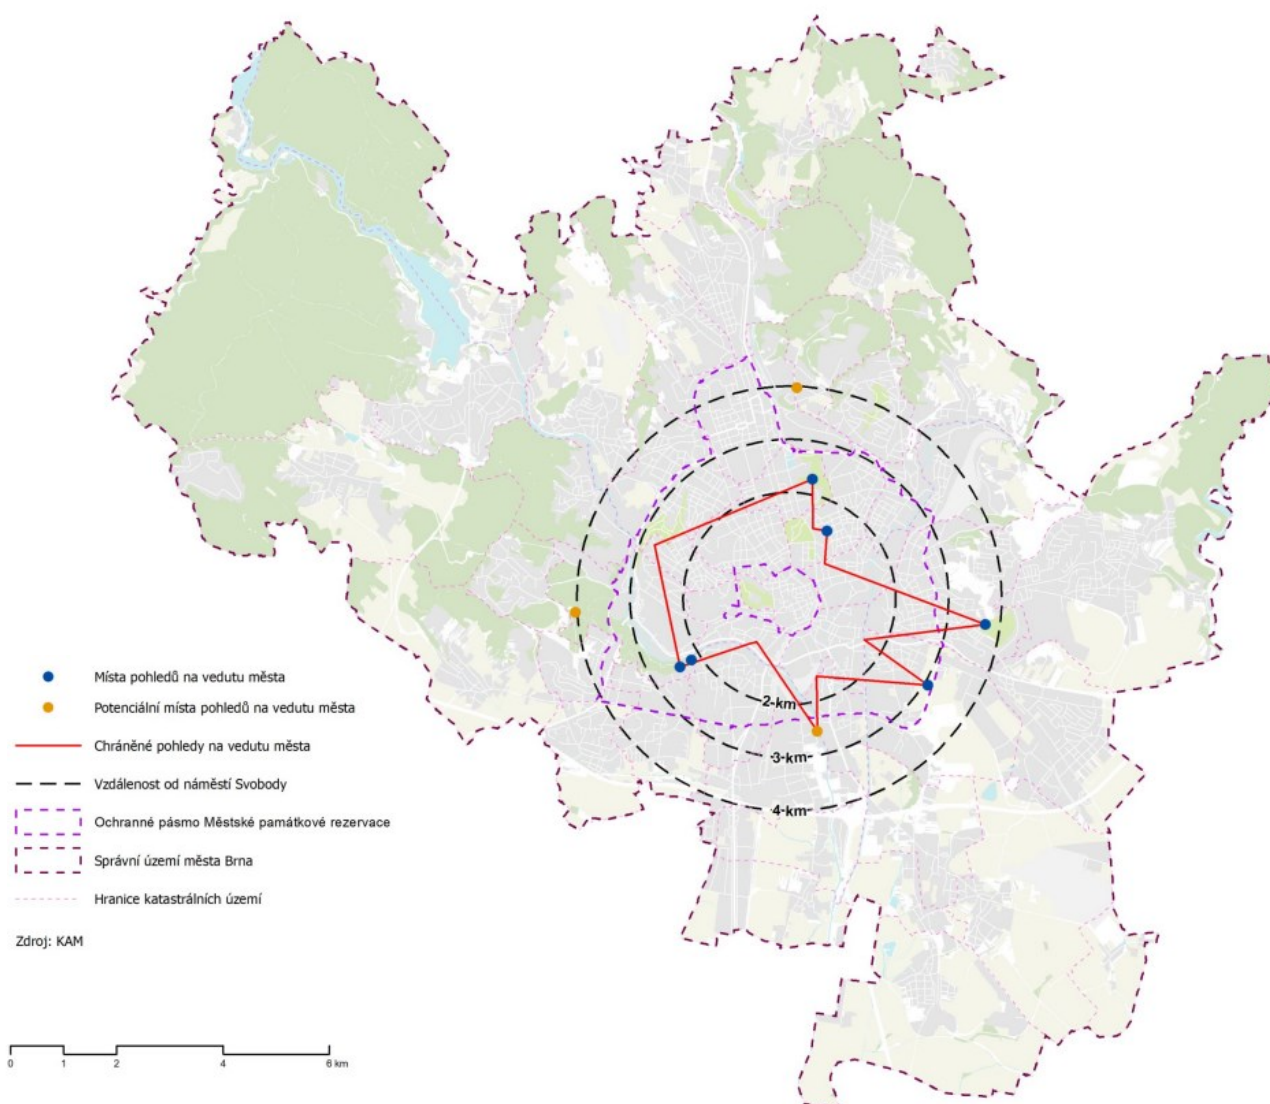 2-km
3-km
4-km
Místa pohledů na vedutu města
Potenciální místa pohledů na vedutu města
Chráněné pohledy na vedutu města
Vzdálenost od náměstí Svobody
Ochranné pásmo Městské památkové rezervace
Správní území města Brna
Hranice katastrálních území
Zdroj: KAM
0 1 2 4 6 km